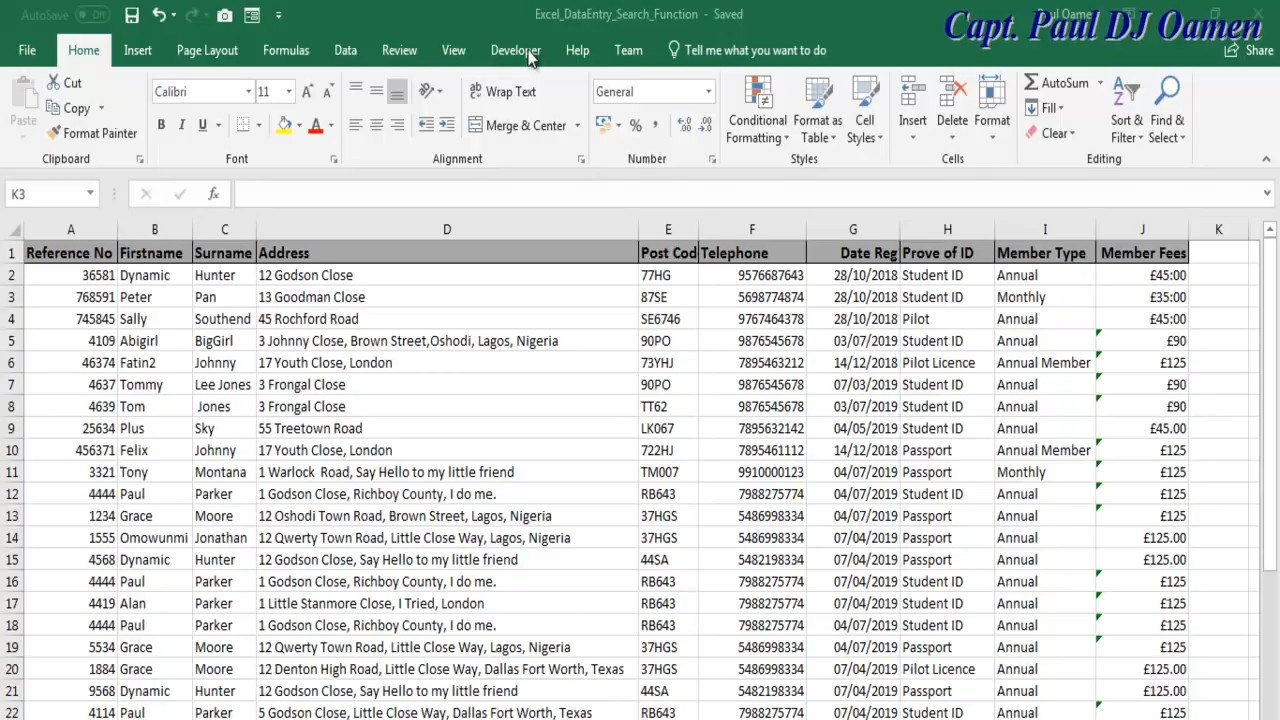 AutoSave Off Excel_DataEntry_Search_Function - Saved Paul Oame
Capt. Paul DJ Oamen
File Home Insert Page Layout Formulas Data Review View Developer Help Team Tell me what you want to do Share
Paste Cut Copy Format Painter Clipboard
Calibri 11 A A B I U A Font
ab Wrap Text Merge & Center Alignment
General % , Number
Conditional Formatting Format as Table Cell Styles Styles
Insert Delete Format Cells
AutoSum Fill Clear Sort & Filter Find & Select Editing
K3 fx
A B C D E F G H I J K
1 Reference No Firstname Surname Address Post Cod Telephone Date Reg Prove of ID Member Type Member Fees
2 36581 Dynamic Hunter 12 Godson Close 77HG 9576687643 28/10/2018 Student ID Annual £45:00
3 768591 Peter Pan 13 Goodman Close 87SE 5698774874 28/10/2018 Student ID Monthly £35:00
4 745845 Sally Southend 45 Rochford Road SE6746 9767464378 28/10/2018 Pilot Annual £45:00
5 4109 Abigirl BigGirl 3 Johnny Close, Brown Street,Oshodi, Lagos, Nigeria 90PO 9876545678 03/07/2019 Student ID Annual £90
6 46374 Fatin2 Johnny 17 Youth Close, London 73YHJ 7895463212 14/12/2018 Pilot Licence Annual Member £125
7 4637 Tommy Lee Jones 3 Frongal Close 90PO 9876545678 07/03/2019 Student ID Annual £90
8 4639 Tom Jones 3 Frongal Close TT62 9876545678 03/07/2019 Student ID Annual £90
9 25634 Plus Sky 55 Treetown Road LK067 7895632142 04/05/2019 Student ID Annual £45.00
10 456371 Felix Johnny 17 Youth Close, London 722HJ 7895461112 14/12/2018 Passport Annual Member £125
11 3321 Tony Montana 1 Warlock Road, Say Hello to my little friend TM007 9910000123 04/07/2019 Passport Monthly £125
12 4444 Paul Parker 1 Godson Close, Richboy County, I do me. RB643 7988275774 04/07/2019 Student ID Annual £125
13 1234 Grace Moore 12 Oshodi Town Road, Brown Street, Lagos, Nigeria 37HGS 5486998334 04/07/2019 Passport Annual £125
14 1555 Omowunmi Jonathan 12 Qwerty Town Road, Little Close Way, Lagos, Nigeria 37HGS 5486998334 07/04/2019 Passport Annual £125.00
15 4568 Dynamic Hunter 12 Godson Close, Say Hello to my little friend 44SA 5482198334 07/04/2019 Passport Annual £125.00
16 4444 Paul Parker 1 Godson Close, Richboy County, I do me. RB643 7988275774 07/04/2019 Student ID Annual £125
17 4419 Alan Parker 1 Little Stanmore Close, I Tried, London RB643 7988275774 07/04/2019 Student ID Annual £125
18 4444 Paul Parker 1 Godson Close, Richboy County, I do me. RB643 7988275774 07/04/2019 Student ID Annual £125
19 5534 Grace Moore 12 Qwerty Town Road, Little Close Way, Lagos, Nigeria 37HGS 5486998334 07/04/2019 Passport Annual £125
20 1884 Grace Moore 12 Denton High Road, Little Close Way, Dallas Fort Worth, Texas 37HGS 5486998334 07/04/2019 Pilot Licence Annual £125.00
21 9568 Dynamic Hunter 12 Godson Close, Say Hello to my little friend 44SA 5482198334 07/04/2019 Passport Annual £125.00
22 4114 Paul Parker 5 Godson Close, Little Close Way, Dallas Fort Worth, Texas RB643 7988275774 07/04/2019 Student ID Annual £125